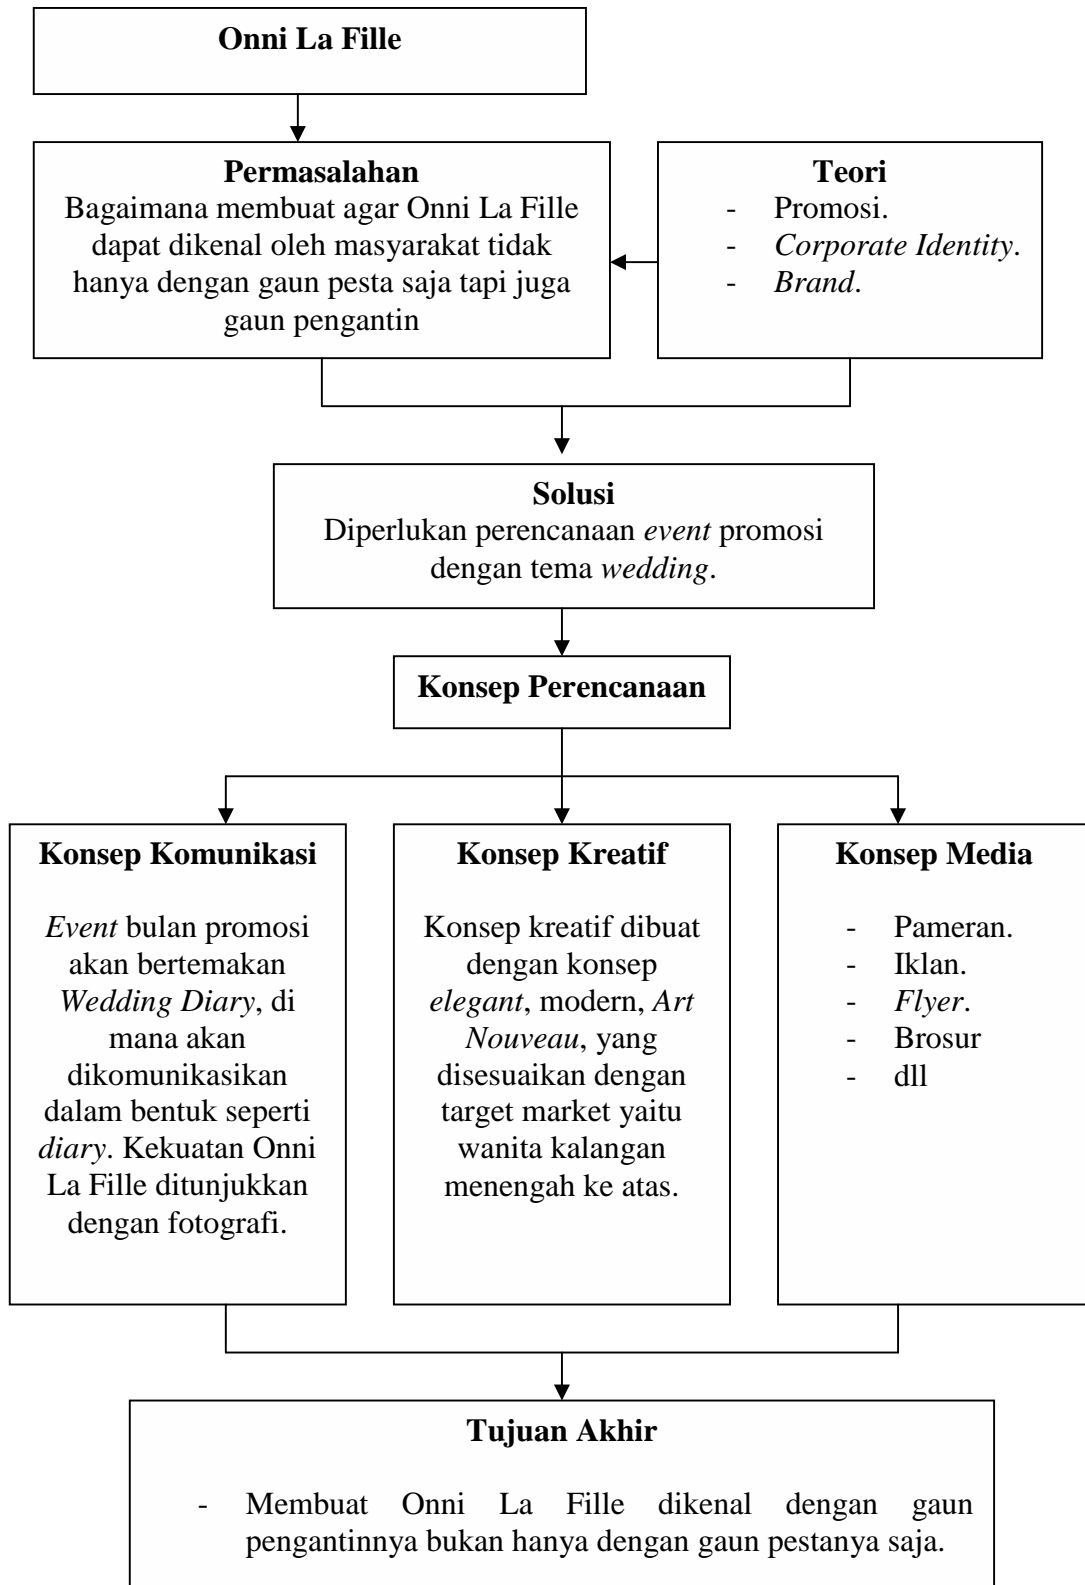 Onni La Fille
Permasalahan
Bagaimana membuat agar Onni La Fille
dapat dikenal oleh masyarakat tidak
hanya dengan gaun pesta saja tapi juga
gaun pengantin
Teori
- Promosi.
- Corporate Identity.
- Brand.
Solusi
Diperlukan perencanaan event promosi
dengan tema wedding.
Konsep Perencanaan
Konsep Komunikasi
Event bulan promosi
akan bertemakan
Wedding Diary, di
mana akan
dikomunikasikan
dalam bentuk seperti
diary. Kekuatan Onni
La Fille ditunjukkan
dengan fotografi.
Konsep Kreatif
Konsep kreatif dibuat
dengan konsep
elegant, modern, Art
Nouveau, yang
disesuaikan dengan
target market yaitu
wanita kalangan
menengah ke atas.
Konsep Media
- Pameran.
- Iklan.
- Flyer.
- Brosur
- dll
Tujuan Akhir
- Membuat Onni La Fille dikenal dengan gaun
pengantinnya bukan hanya dengan gaun pestanya saja.